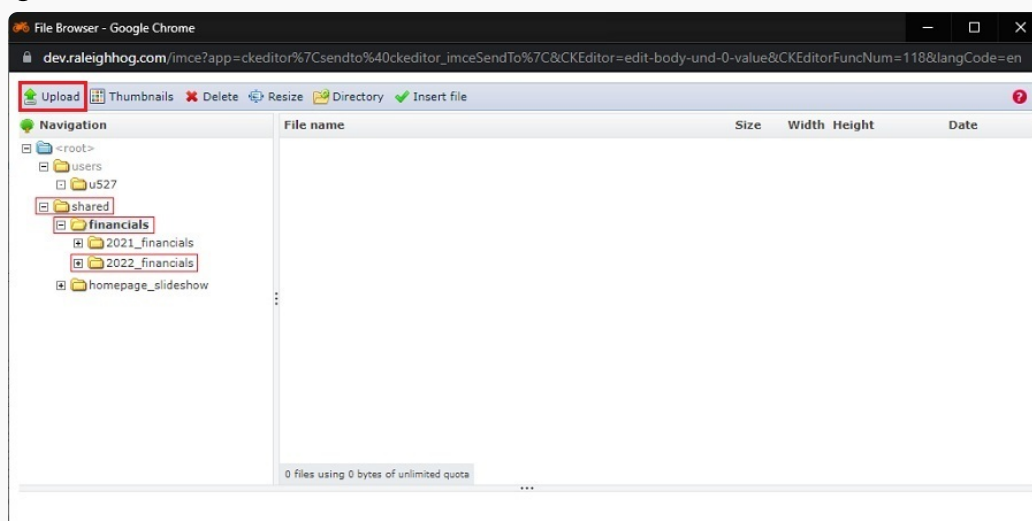 File Browser - Google Chrome
dev.raleighhog.com/imce?app=ckeditor%7Csendto%40ckeditor_imceSendTo%7C&CKEditor=edit-body-und-0-value&CKEditorFuncNum=118&langCode=en
Upload Thumbnails Delete Resize Directory Insert file
Navigation File name Size Width Height Date
<root>
users
u527
shared
financials
2021_financials
2022_financials
homepage_slideshow
0 files using 0 bytes of unlimited quota